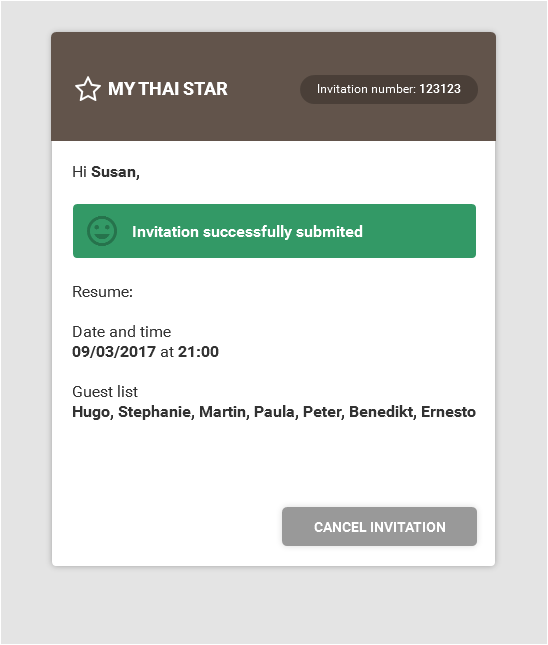 MY THAI STAR
Invitation number: 123123
Hi Susan,
Invitation successfully submited
Resume:
Date and time
09/03/2017 at 21:00
Guest list
Hugo, Stephanie, Martin, Paula, Peter, Benedikt, Ernesto
CANCEL INVITATION